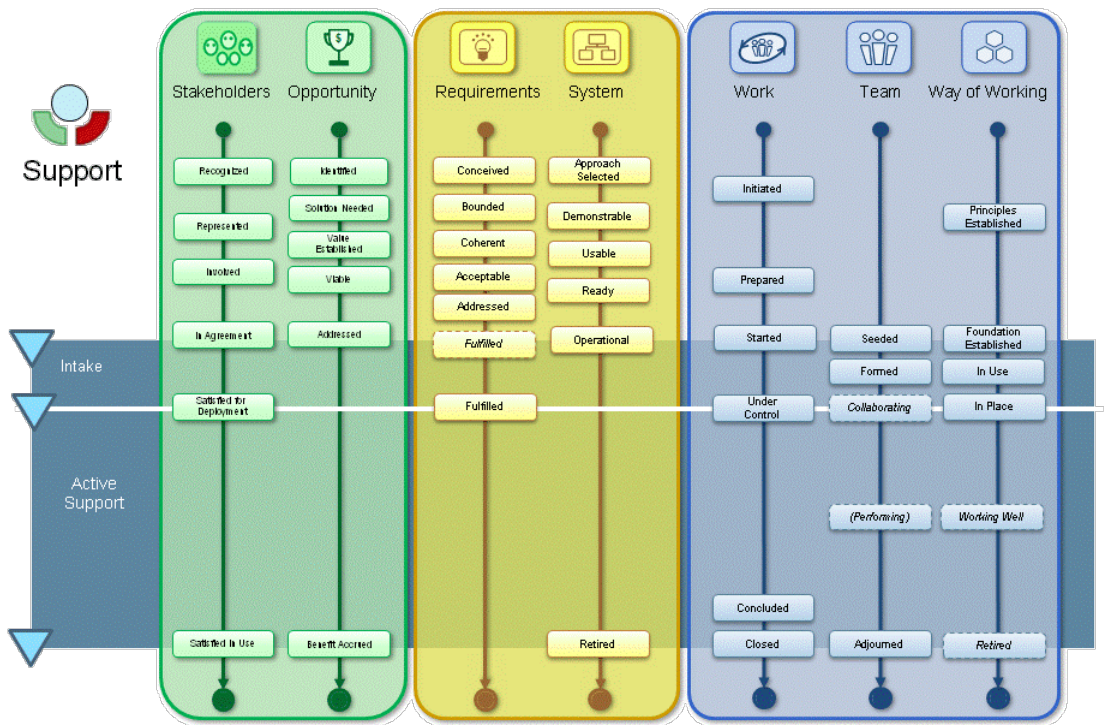 $
Stakeholders
Opportunity
Requirements
System
Work
Team
Way of Working
Support
Recognized
Represented
Involved
In Agreement
Satisfied for
Deployment
Satisfied In Use
Identified
Solution Needed
Value
Established
Viable
Addressed
Benefit Accrued
Conceived
Bounded
Coherent
Acceptable
Addressed
Fulfilled
Fulfilled
Approach
Selected
Demonstrable
Usable
Ready
Operational
Retired
Initiated
Prepared
Started
Under
Control
Concluded
Closed
Seeded
Formed
Collaborating
(Performing)
Adjourned
Principles
Established
Foundation
Established
In Use
In Place
Working Well
Retired
Intake
Active
Support